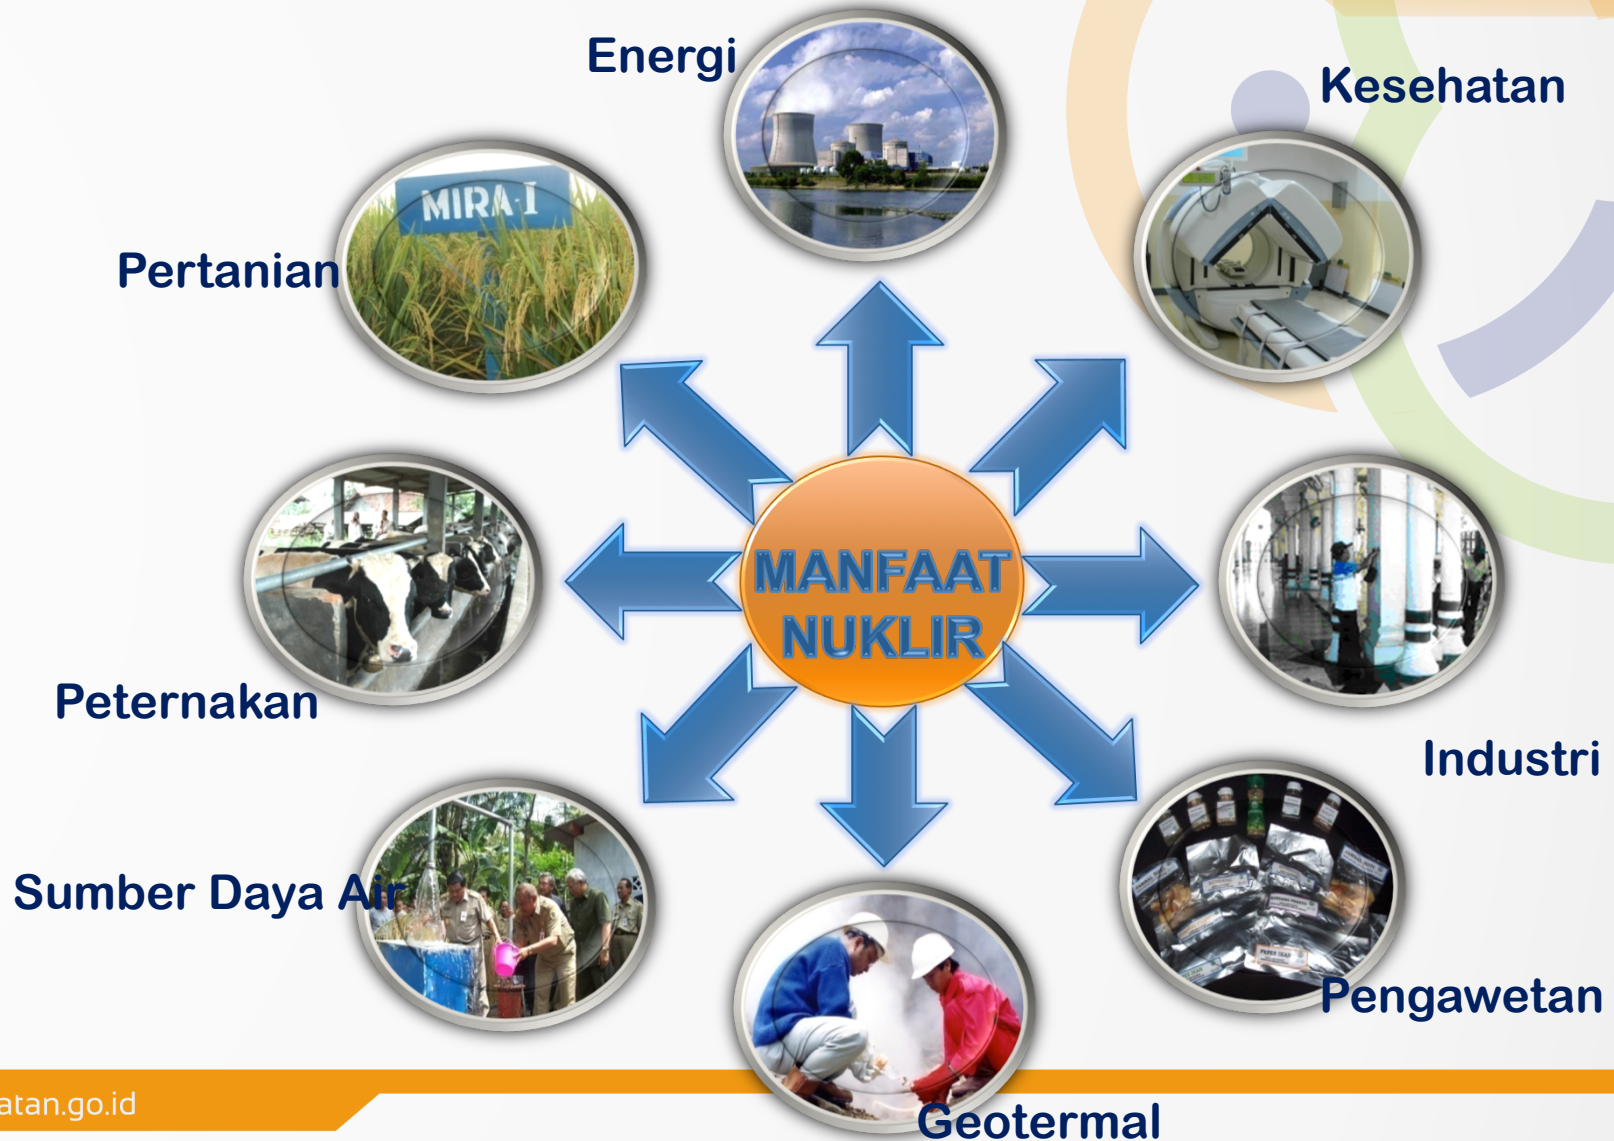 Energi
Kesehatan
MIRA-I
Pertanian
MANFAAT
NUKLIR
Peternakan
Industri
Sumber Daya Air
Pengawetan
Geotermal
atan.go.id